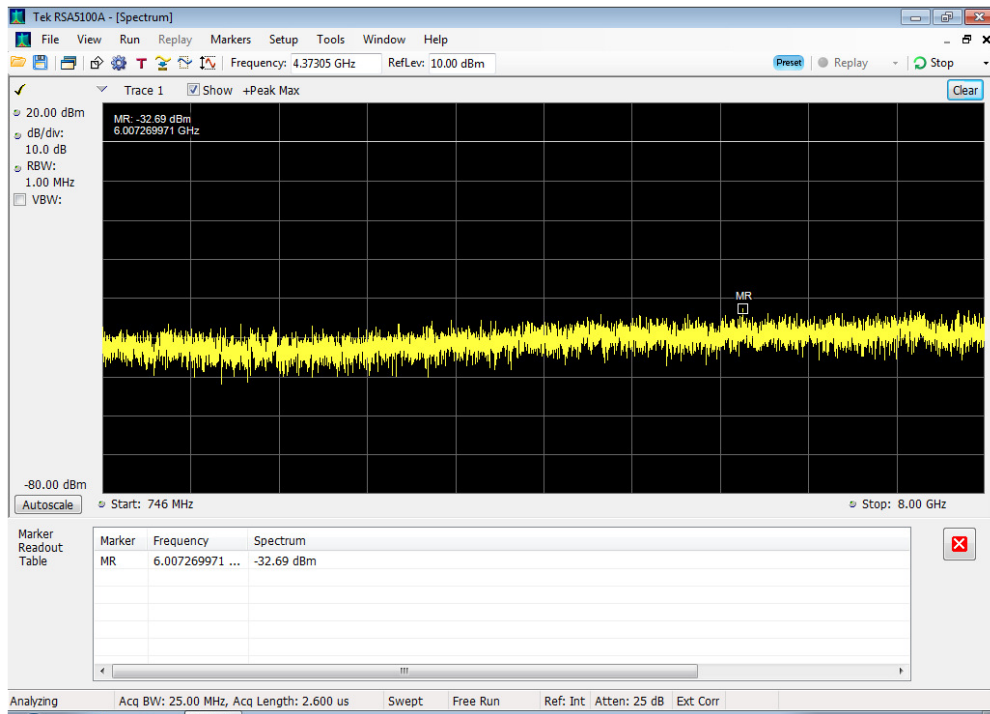 Tek RSA5100A - [Spectrum]
File View Run Replay Markers Setup Tools Window Help
T Frequency: 4.37305 GHz RefLev: 10.00 dBm Preset Replay Stop
Trace 1 Show +Peak Max Clear
20.00 dBm
dB/div:
10.0 dB
RBW:
1.00 MHz
VBW:
MR: -32.69 dBm
6.007269971 GHz
MR
-80.00 dBm
Autoscale Start: 746 MHz Stop: 8.00 GHz
Marker
Readout
Table
Marker Frequency Spectrum
MR 6.007269971 ... -32.69 dBm
Analyzing Acq BW: 25.00 MHz, Acq Length: 2.600 us Swept Free Run Ref: Int Atten: 25 dB Ext Corr